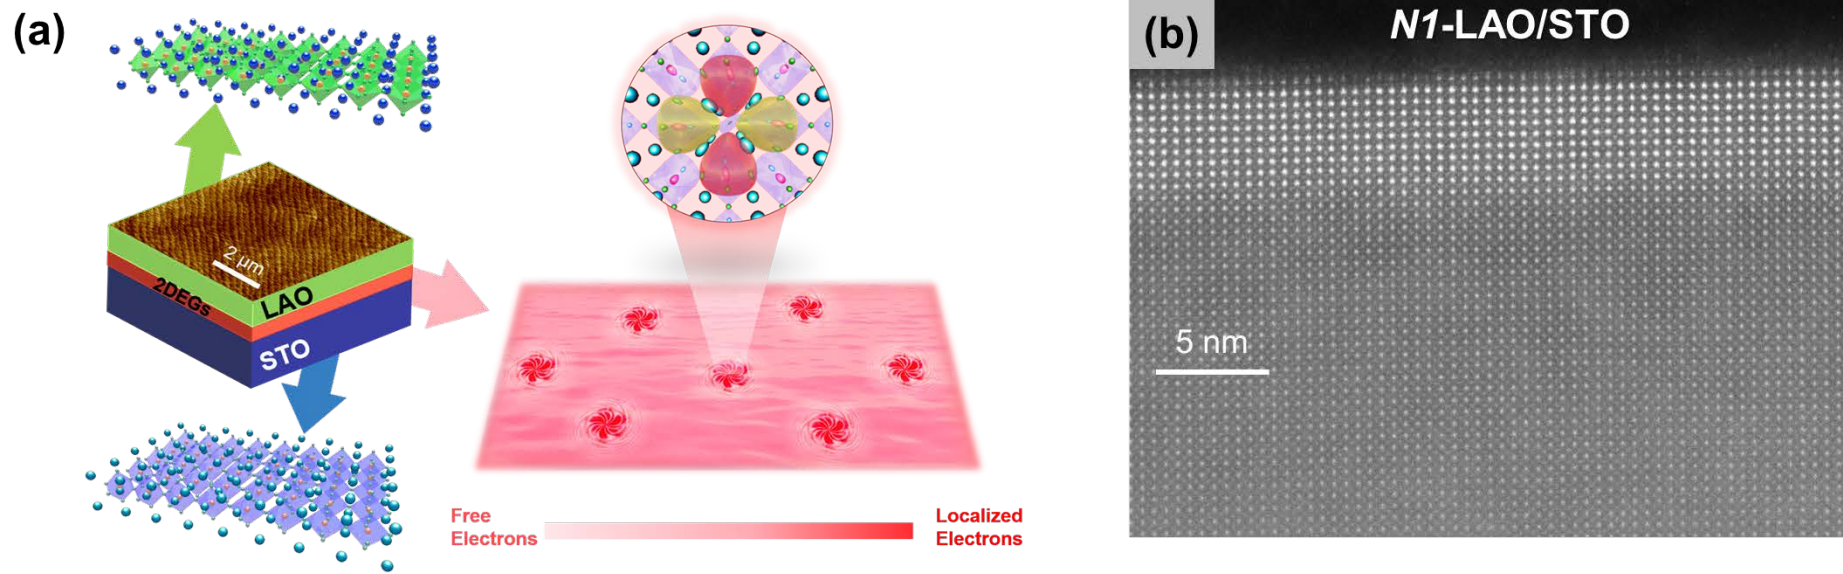 (a)
2 μm
2DEGs
LAO
STO
Free
Electrons
Localized
Electrons
(b)
N1-LAO/STO
5 nm